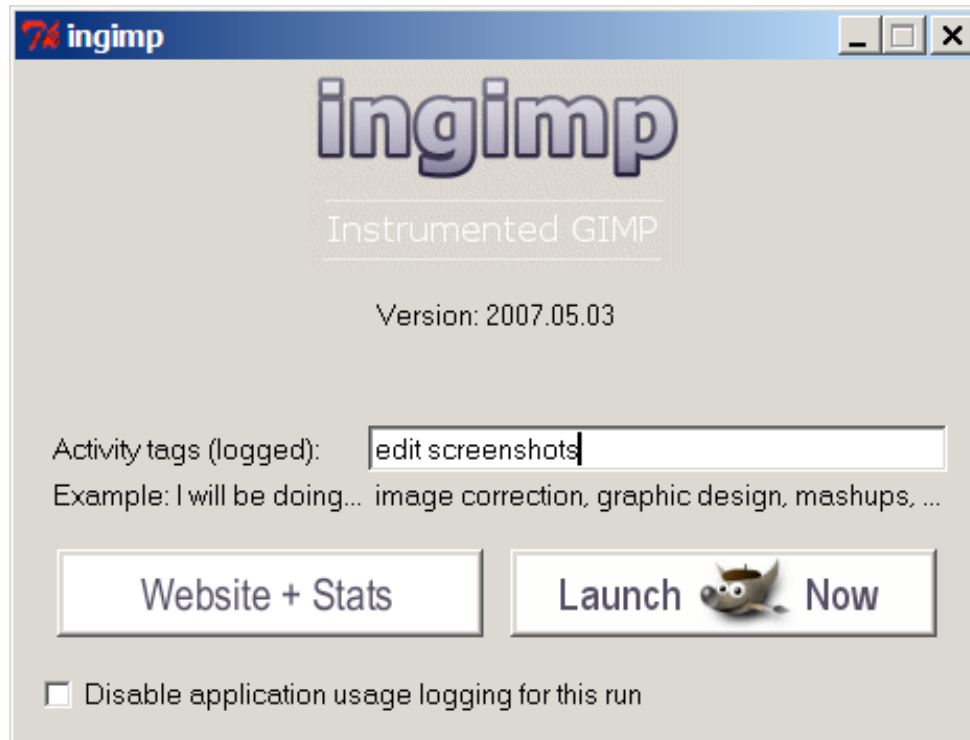 ingimp
ingimp
Instrumented GIMP
Version: 2007.05.03
Activity tags (logged): edit screenshots
Example: I will be doing... image correction, graphic design, mashups, ...
Website + Stats Launch Now
Disable application usage logging for this run